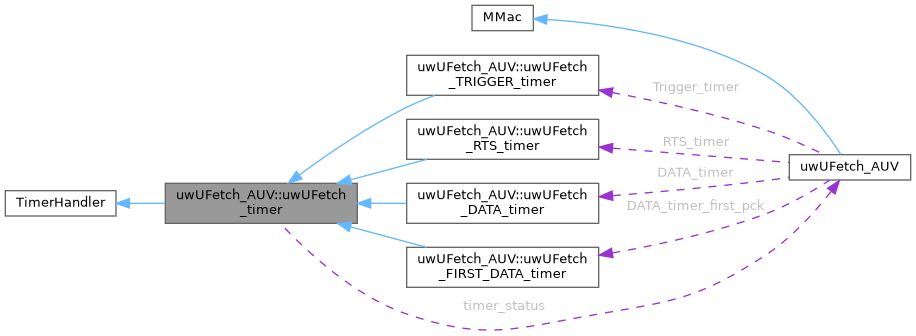 MMac
uwUFetch_AUV::uwUFetch
_TRIGGER_timer
Trigger_timer
uwUFetch_AUV::uwUFetch
_RTS_timer
RTS_timer
uwUFetch_AUV
DATA_timer
TimerHandler
uwUFetch_AUV::uwUFetch
_timer
uwUFetch_AUV::uwUFetch
_DATA_timer
DATA_timer_first_pck
uwUFetch_AUV::uwUFetch
_FIRST_DATA_timer
timer_status